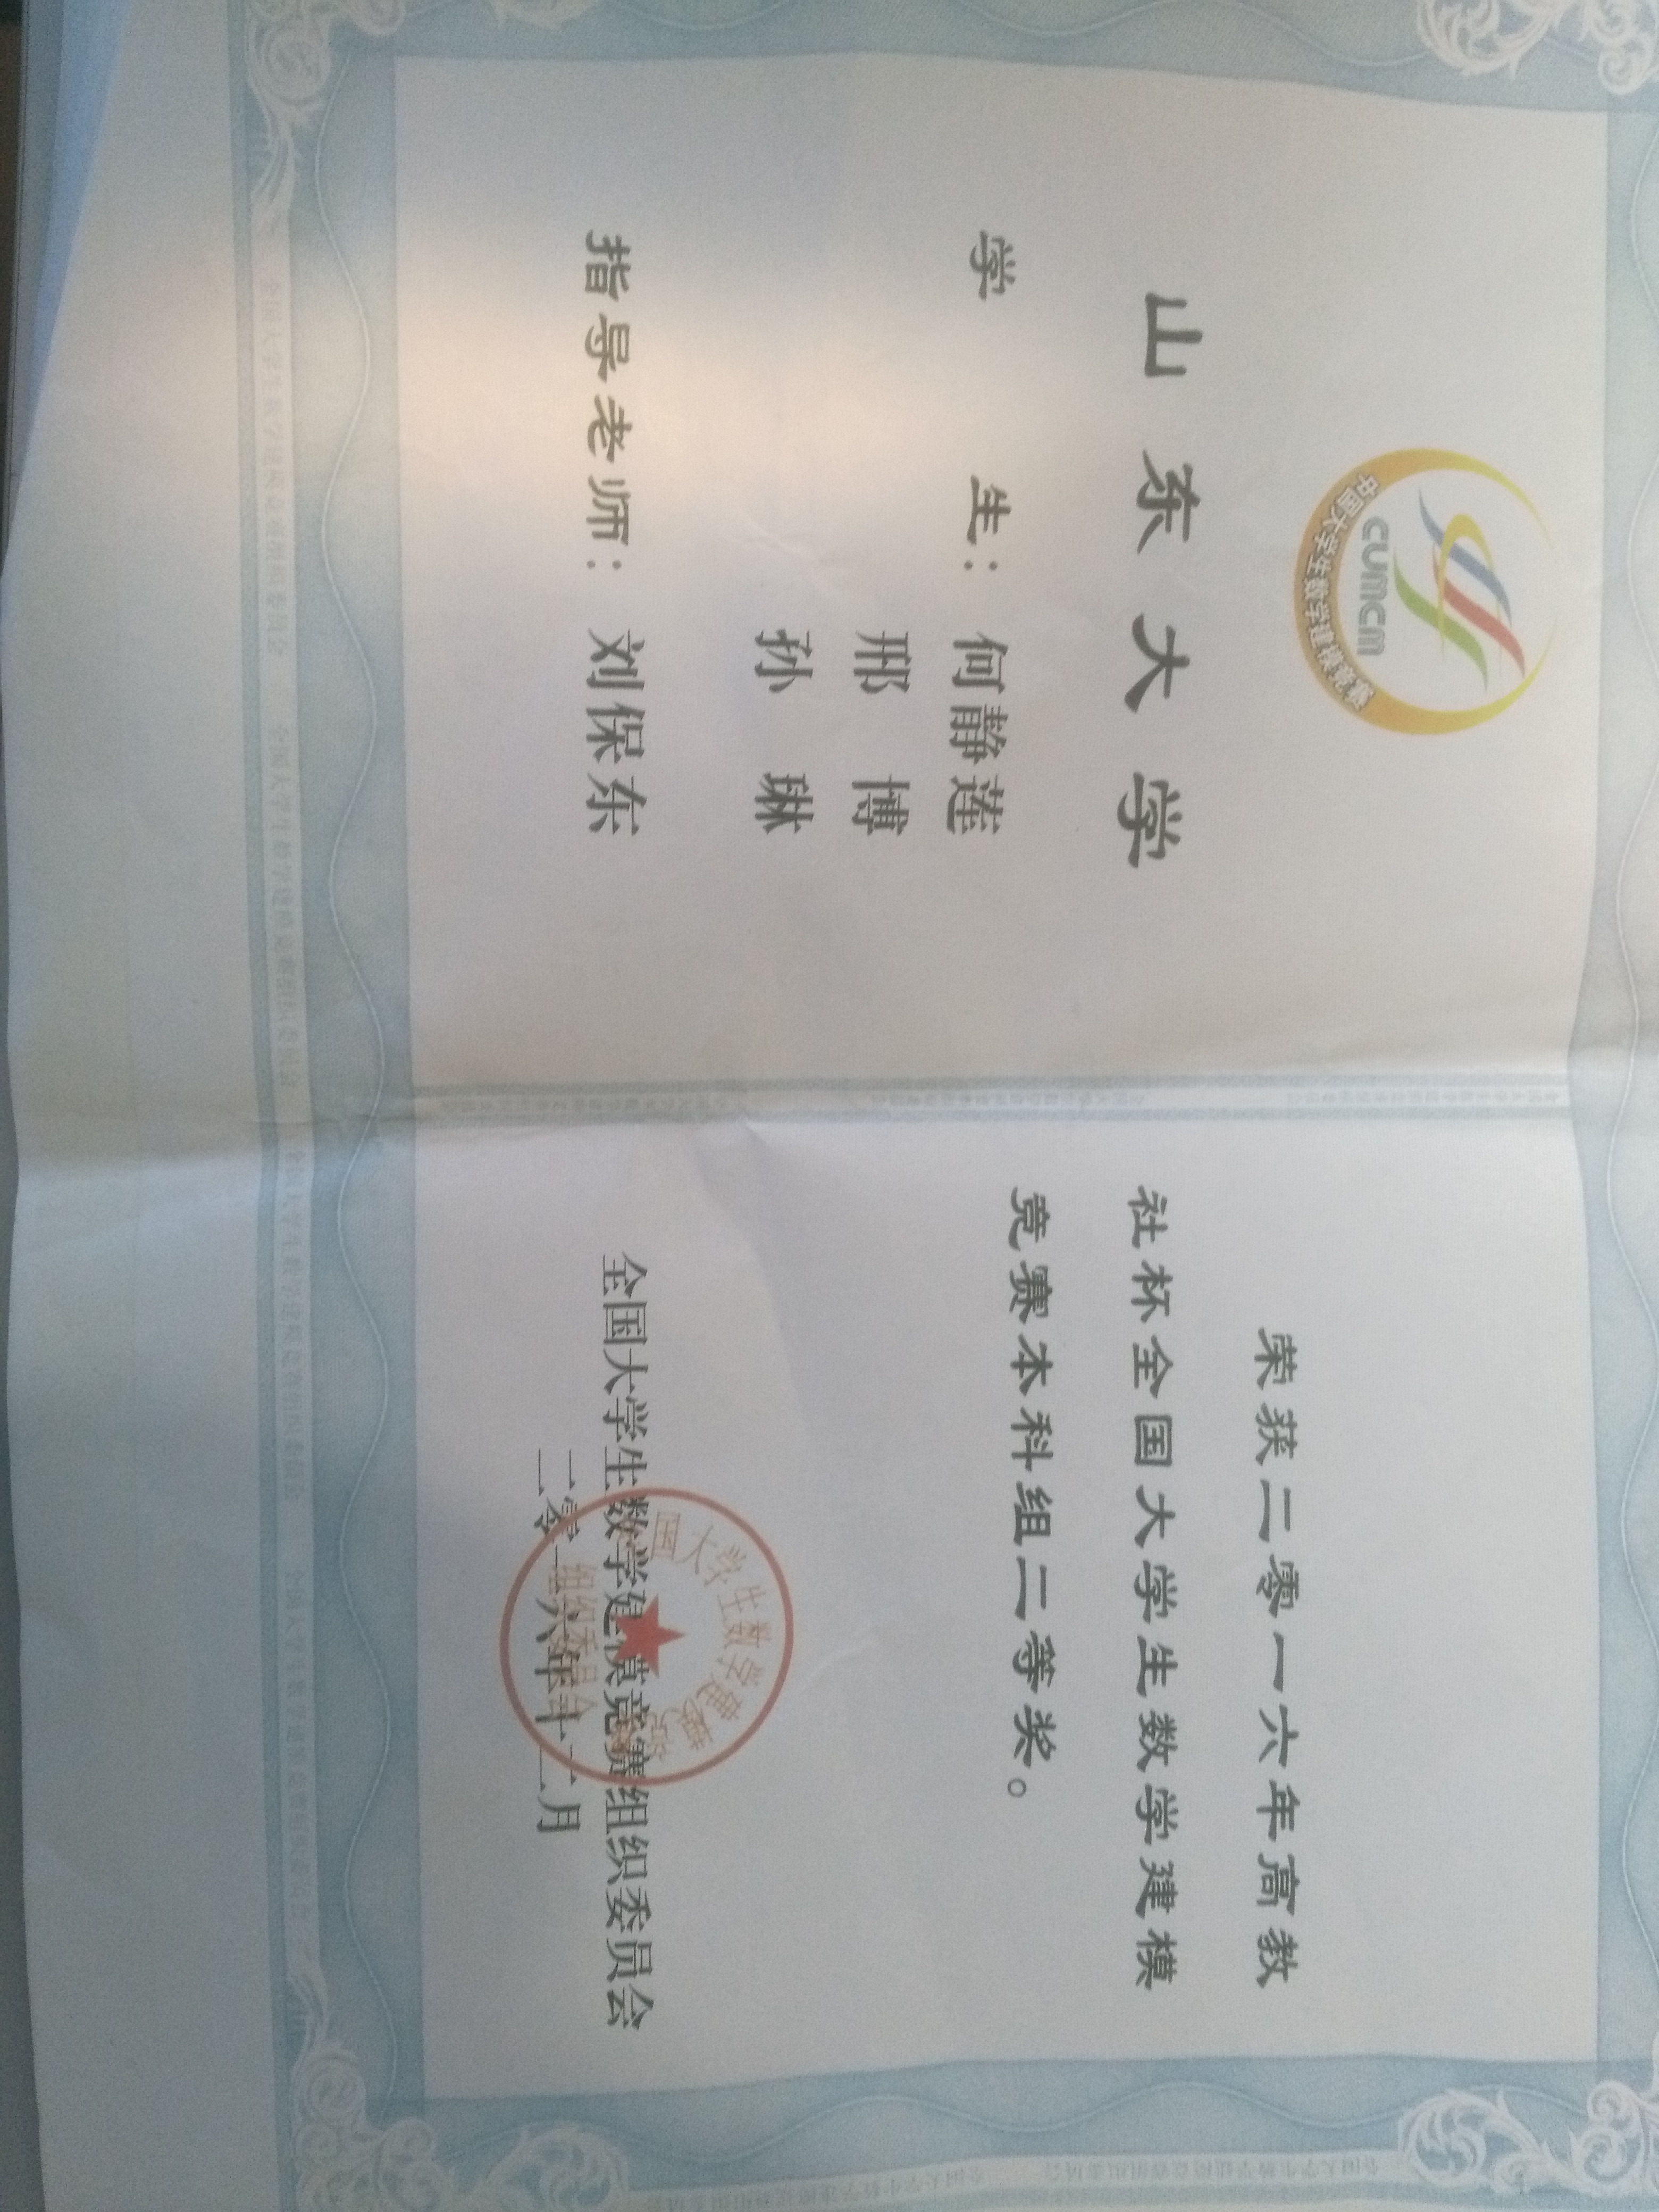 CUMCM
中国大学生数学建模竞赛
山东大学
学 生：何静莲
邢 博
孙 琳
指导老师：刘保东
荣获二零一六年高教
社杯全国大学生数学建模
竞赛本科组二等奖。
全国大学生数学建模竞赛组织委员会
二零一六年十二月
国大学生数学建模竞
组织委员会